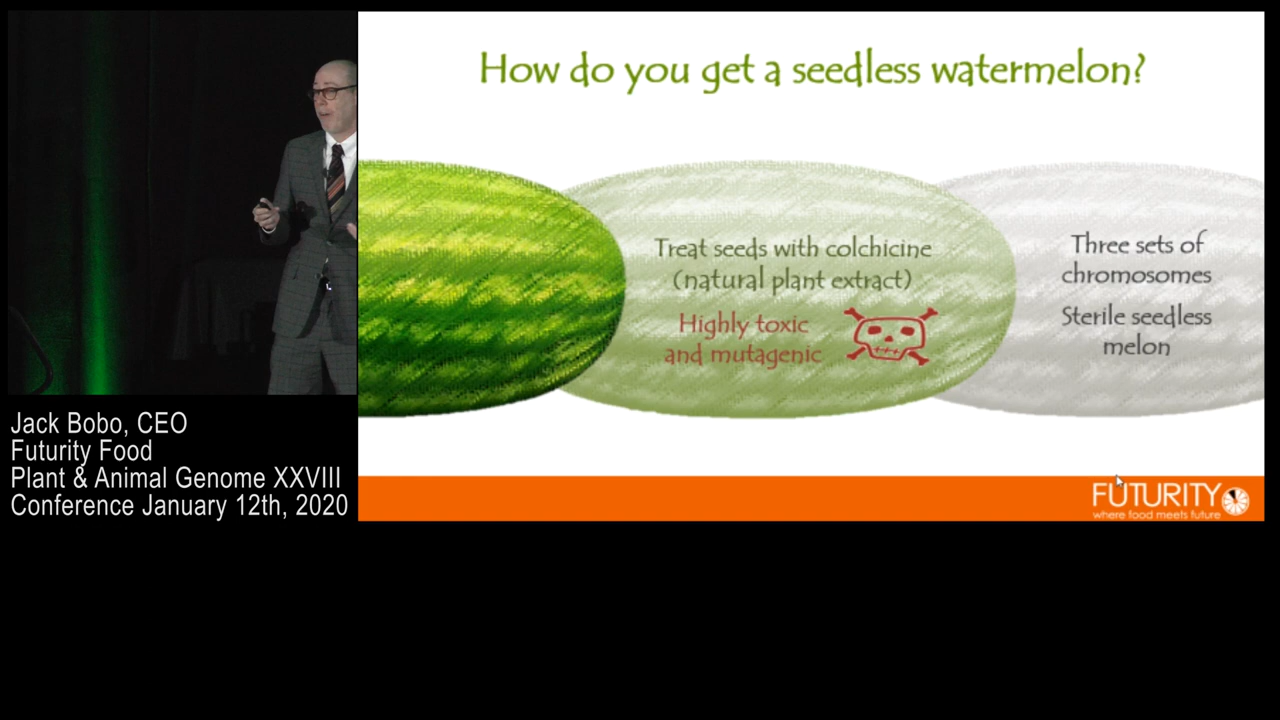 How do you get a seedless watermelon?
Treat seeds with colchicine
(natural plant extract)
Highly toxic
and mutagenic
Three sets of
chromosomes
Sterile seedless
melon
Jack Bobo, CEO
Futurity Food
Plant & Animal Genome XXVIII
Conference January 12th, 2020
FUTURITY
where food meets future